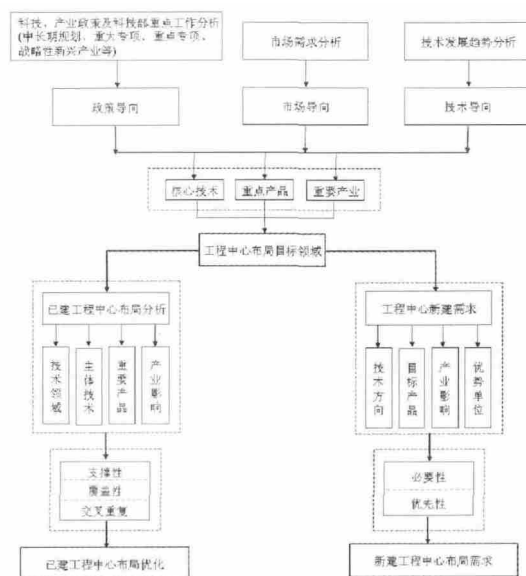 科技、产业政策及科技部重点工作分析
(中长期规划、重大专项、重点专项、
战略性新兴产业等)
市场需求分析
技术发展趋势分析
政策导向
市场导向
技术导向
核心技术
重点产品
重要产业
工程中心布局目标领域
已建工程中心布局分析
工程中心新建需求
技术领域
主体技术
重要产品
产业影响
技术方向
目标产品
产业影响
优势单位
支撑性
覆盖性
交叉重复
必要性
优先性
已建工程中心布局优化
新建工程中心布局需求